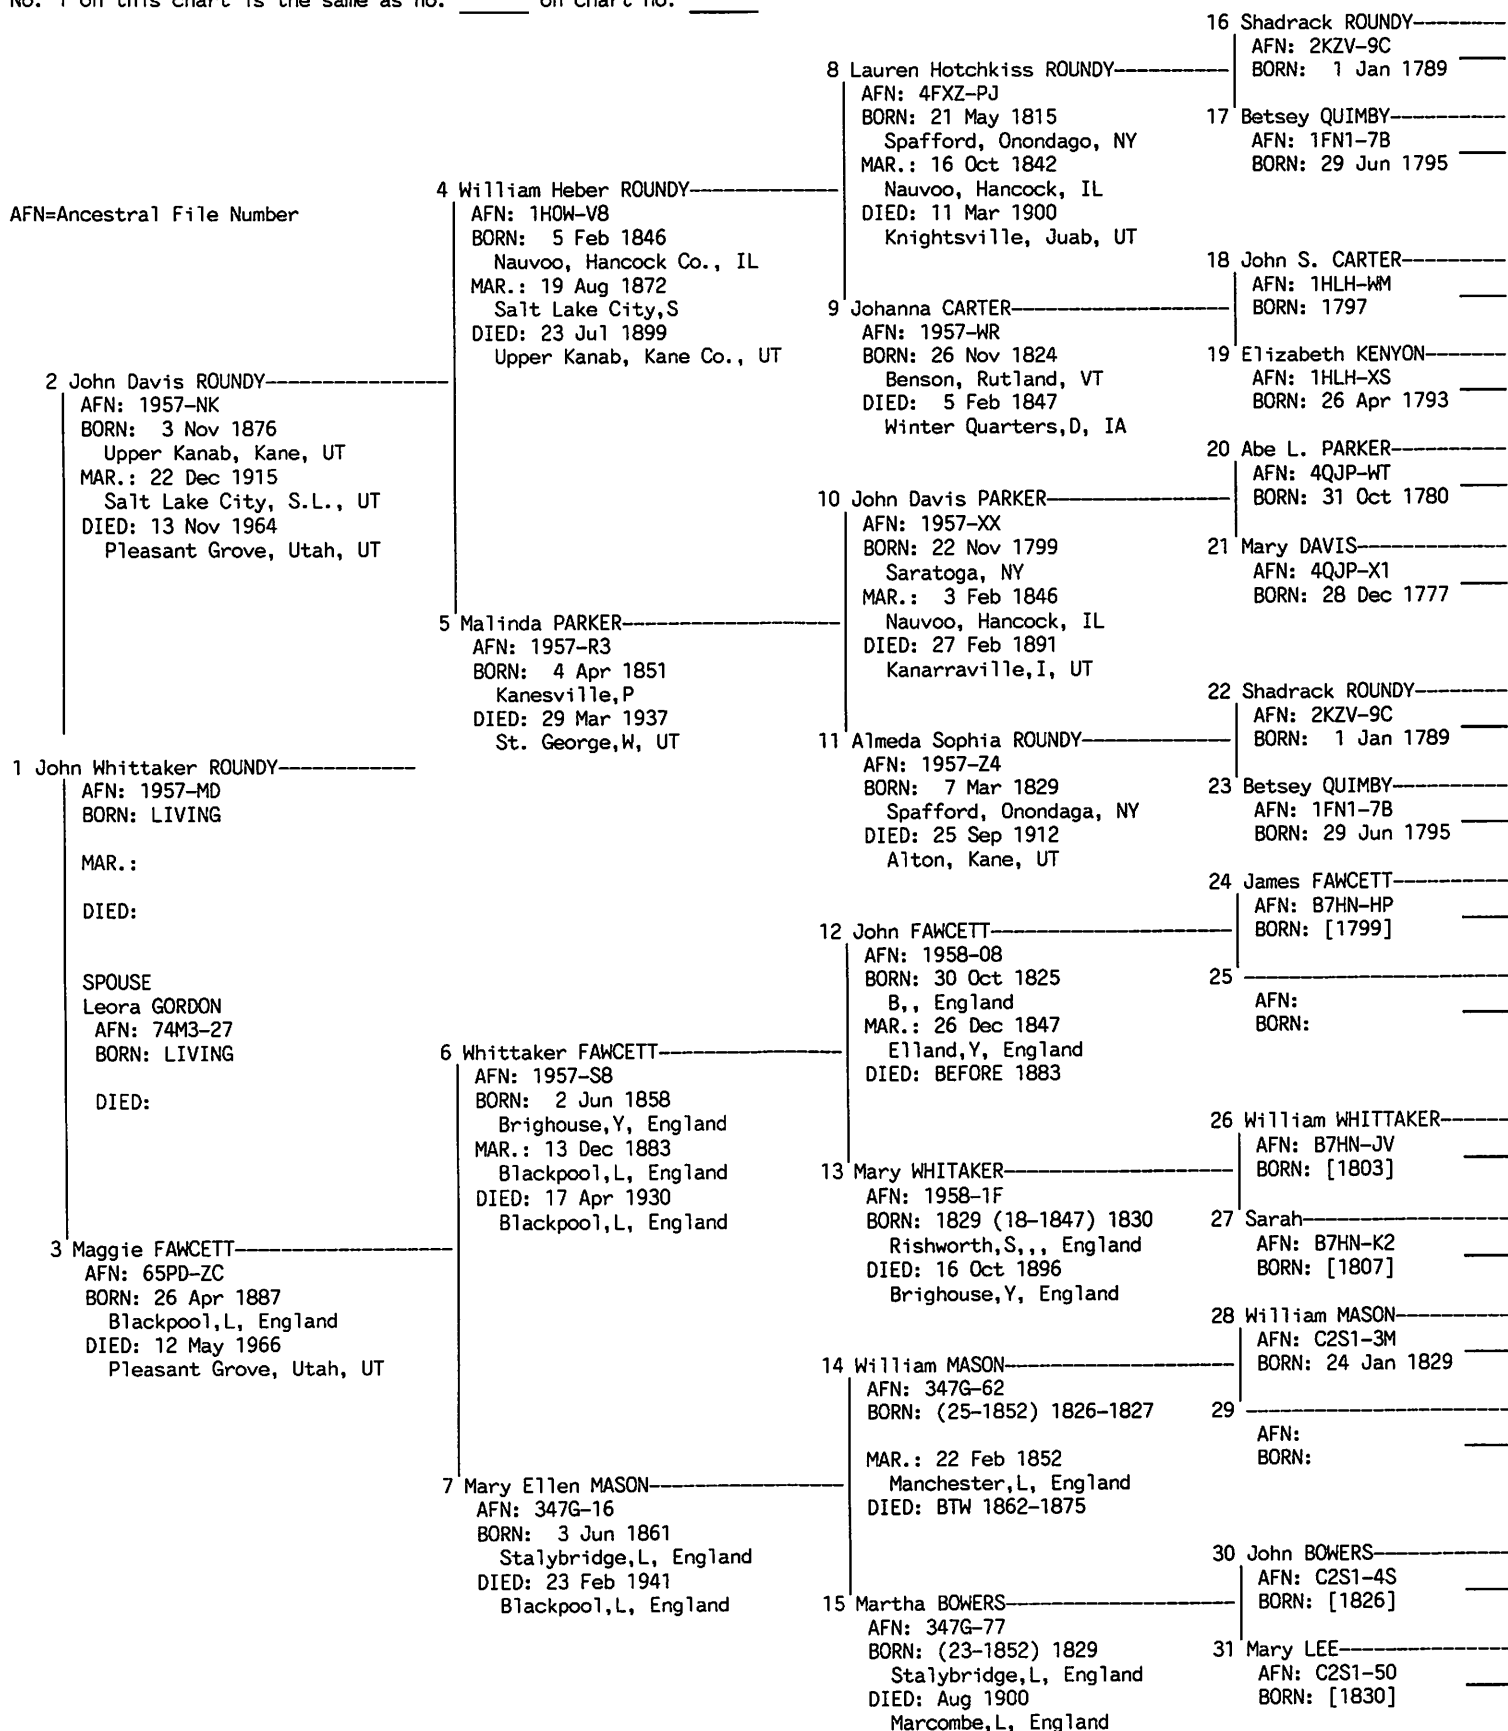 No. 1 on this chart is the same as no. _____ on chart no. _____
16 Shadrack ROUNDY
AFN: 2KZV-9C
BORN: 1 Jan 1789
8 Lauren Hotchkiss ROUNDY
AFN: 4FXZ-PJ
BORN: 21 May 1815
Spafford, Onondago, NY
MAR.: 16 Oct 1842
Nauvoo, Hancock, IL
DIED: 11 Mar 1900
Knightsville, Juab, UT
17 Betsey QUIMBY
AFN: 1FN1-7B
BORN: 29 Jun 1795
4 William Heber ROUNDY
AFN: 1H0W-V8
BORN: 5 Feb 1846
Nauvoo, Hancock Co., IL
MAR.: 19 Aug 1872
Salt Lake City,S
DIED: 23 Jul 1899
Upper Kanab, Kane Co., UT
AFN=Ancestral File Number
18 John S. CARTER
AFN: 1HLH-WM
BORN: 1797
9 Johanna CARTER
AFN: 1957-WR
BORN: 26 Nov 1824
Benson, Rutland, VT
DIED: 5 Feb 1847
Winter Quarters,D, IA
19 Elizabeth KENYON
AFN: 1HLH-XS
BORN: 26 Apr 1793
2 John Davis ROUNDY
AFN: 1957-NK
BORN: 3 Nov 1876
Upper Kanab, Kane, UT
MAR.: 22 Dec 1915
Salt Lake City, S.L., UT
DIED: 13 Nov 1964
Pleasant Grove, Utah, UT
20 Abe L. PARKER
AFN: 4QJP-WT
BORN: 31 Oct 1780
10 John Davis PARKER
AFN: 1957-XX
BORN: 22 Nov 1799
Saratoga, NY
MAR.: 3 Feb 1846
Nauvoo, Hancock, IL
DIED: 27 Feb 1891
Kanarraville,I, UT
21 Mary DAVIS
AFN: 4QJP-X1
BORN: 28 Dec 1777
5 Malinda PARKER
AFN: 1957-R3
BORN: 4 Apr 1851
Kanesville,P
DIED: 29 Mar 1937
St. George,W, UT
22 Shadrack ROUNDY
AFN: 2KZV-9C
BORN: 1 Jan 1789
11 Almeda Sophia ROUNDY
AFN: 1957-Z4
BORN: 7 Mar 1829
Spafford, Onondaga, NY
DIED: 25 Sep 1912
Alton, Kane, UT
23 Betsey QUIMBY
AFN: 1FN1-7B
BORN: 29 Jun 1795
1 John Whittaker ROUNDY
AFN: 1957-MD
BORN: LIVING
MAR.:
DIED:
SPOUSE
Leora GORDON
AFN: 74M3-27
BORN: LIVING
DIED:
24 James FAWCETT
AFN: B7HN-HP
BORN: [1799]
12 John FAWCETT
AFN: 1958-08
BORN: 30 Oct 1825
B,, England
MAR.: 26 Dec 1847
Elland,Y, England
DIED: BEFORE 1883
25
AFN:
BORN:
6 Whittaker FAWCETT
AFN: 1957-S8
BORN: 2 Jun 1858
Brighouse,Y, England
MAR.: 13 Dec 1883
Blackpool,L, England
DIED: 17 Apr 1930
Blackpool,L, England
26 William WHITTAKER
AFN: B7HN-JV
BORN: [1803]
13 Mary WHITAKER
AFN: 1958-1F
BORN: 1829 (18-1847) 1830
Rishworth,S,,, England
DIED: 16 Oct 1896
Brighouse,Y, England
27 Sarah
AFN: B7HN-K2
BORN: [1807]
3 Maggie FAWCETT
AFN: 65PD-ZC
BORN: 26 Apr 1887
Blackpool,L, England
DIED: 12 May 1966
Pleasant Grove, Utah, UT
28 William MASON
AFN: C2S1-3M
BORN: 24 Jan 1829
14 William MASON
AFN: 347G-62
BORN: (25-1852) 1826-1827
MAR.: 22 Feb 1852
Manchester,L, England
DIED: BTW 1862-1875
29
AFN:
BORN:
7 Mary Ellen MASON
AFN: 347G-16
BORN: 3 Jun 1861
Stalybridge,L, England
DIED: 23 Feb 1941
Blackpool,L, England
30 John BOWERS
AFN: C2S1-4S
BORN: [1826]
15 Martha BOWERS
AFN: 347G-77
BORN: (23-1852) 1829
Stalybridge,L, England
DIED: Aug 1900
Marcombe,L, England
31 Mary LEE
AFN: C2S1-50
BORN: [1830]